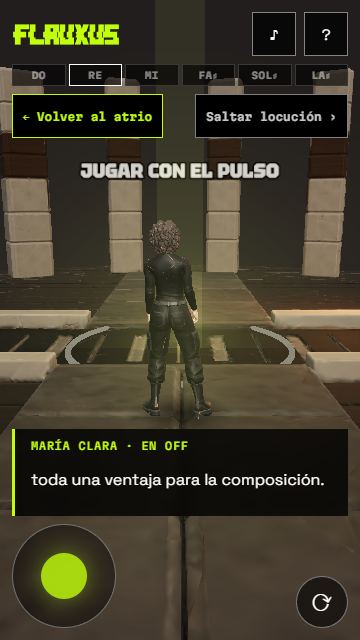 FLAUXUS
♪
?
DO RE MI FA♯ SOL♯ LA♯
← Volver al atrio
Saltar locución ›
JUGAR CON EL PULSO
MARÍA CLARA · EN OFF
toda una ventaja para la composición.